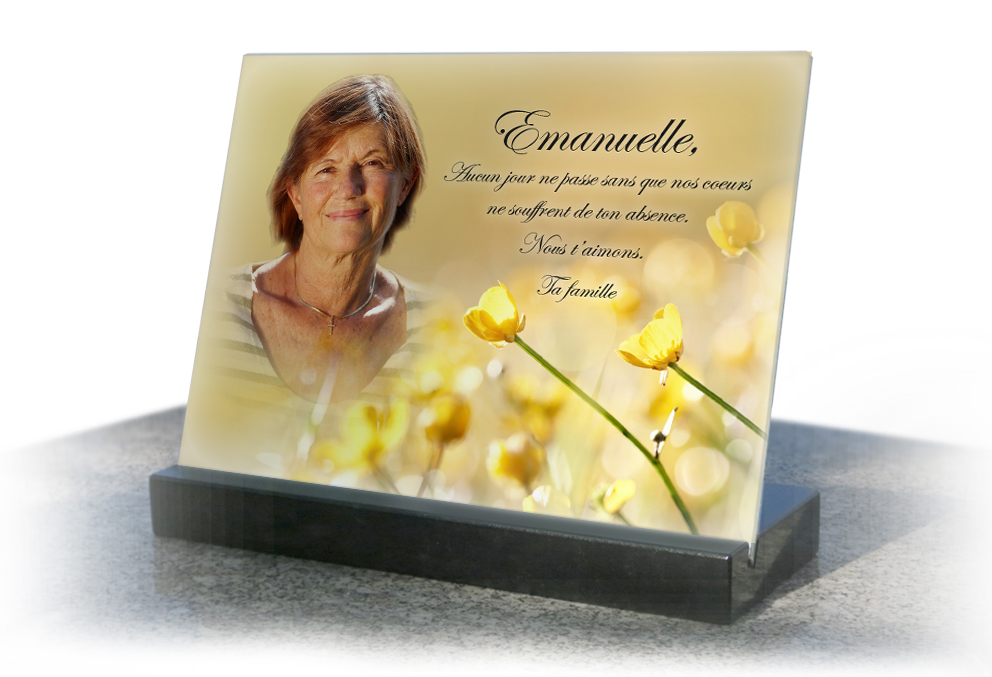 Emanuelle,
Aucun jour ne passe sans que nos coeurs
ne souffrent de ton absence.
Nous t'aimons.
Ta famille